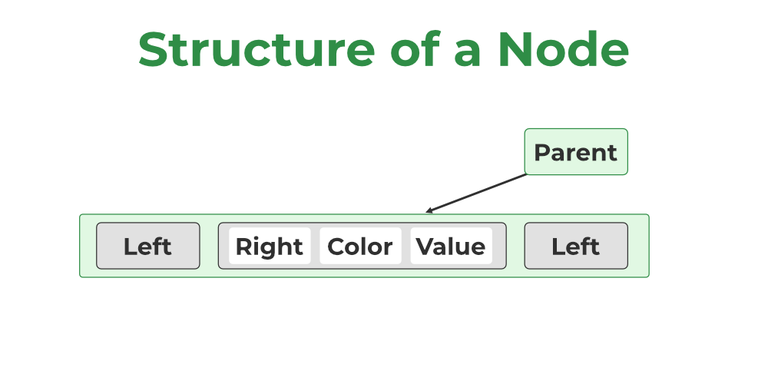 Structure of a Node
Parent
Left Right Color Value Left